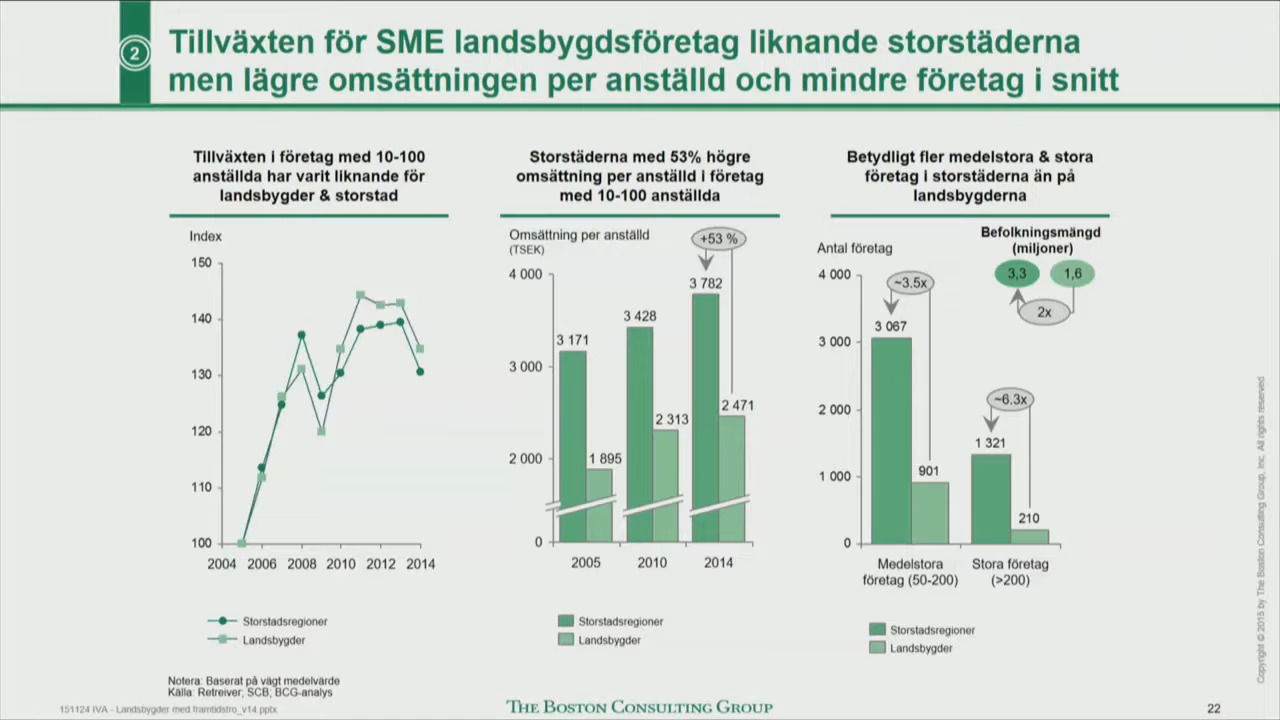 2
Tillväxten för SME landsbygdsföretag liknande storstäderna
men lägre omsättningen per anställd och mindre företag i snitt
Tillväxten i företag med 10-100
anställda har varit liknande för
landsbygder & storstad
Index
150
140
130
120
110
100
2004 2006 2008 2010 2012 2014
Storstadsregioner
Landsbygder
Storstäderna med 53% högre
omsättning per anställd i företag
med 10-100 anställda
Omsättning per anställd
(TSEK)
+53 %
4 000
3 000
2 000
0
3 171
1 895
3 428
2 313
3 782
2 471
2005 2010 2014
Storstadsregioner
Landsbygder
Betydligt fler medelstora & stora
företag i storstäderna än på
landsbygderna
Befolkningsmängd
(miljoner)
3,3 1,6
2x
Antal företag
4 000
3 000
2 000
1 000
0
~3.5x
3 067
901
~6.3x
1 321
210
Medelstora
företag (50-200)
Stora företag
(>200)
Storstadsregioner
Landsbygder
Notera: Baserat på vägt medelvärde
Källa: Retreiver; SCB; BCG-analys
151124 IVA - Landsbygder med framtidstro_v14.pptx
THE BOSTON CONSULTING GROUP
22
Copyright © 2015 by The Boston Consulting Group, Inc. All rights reserved